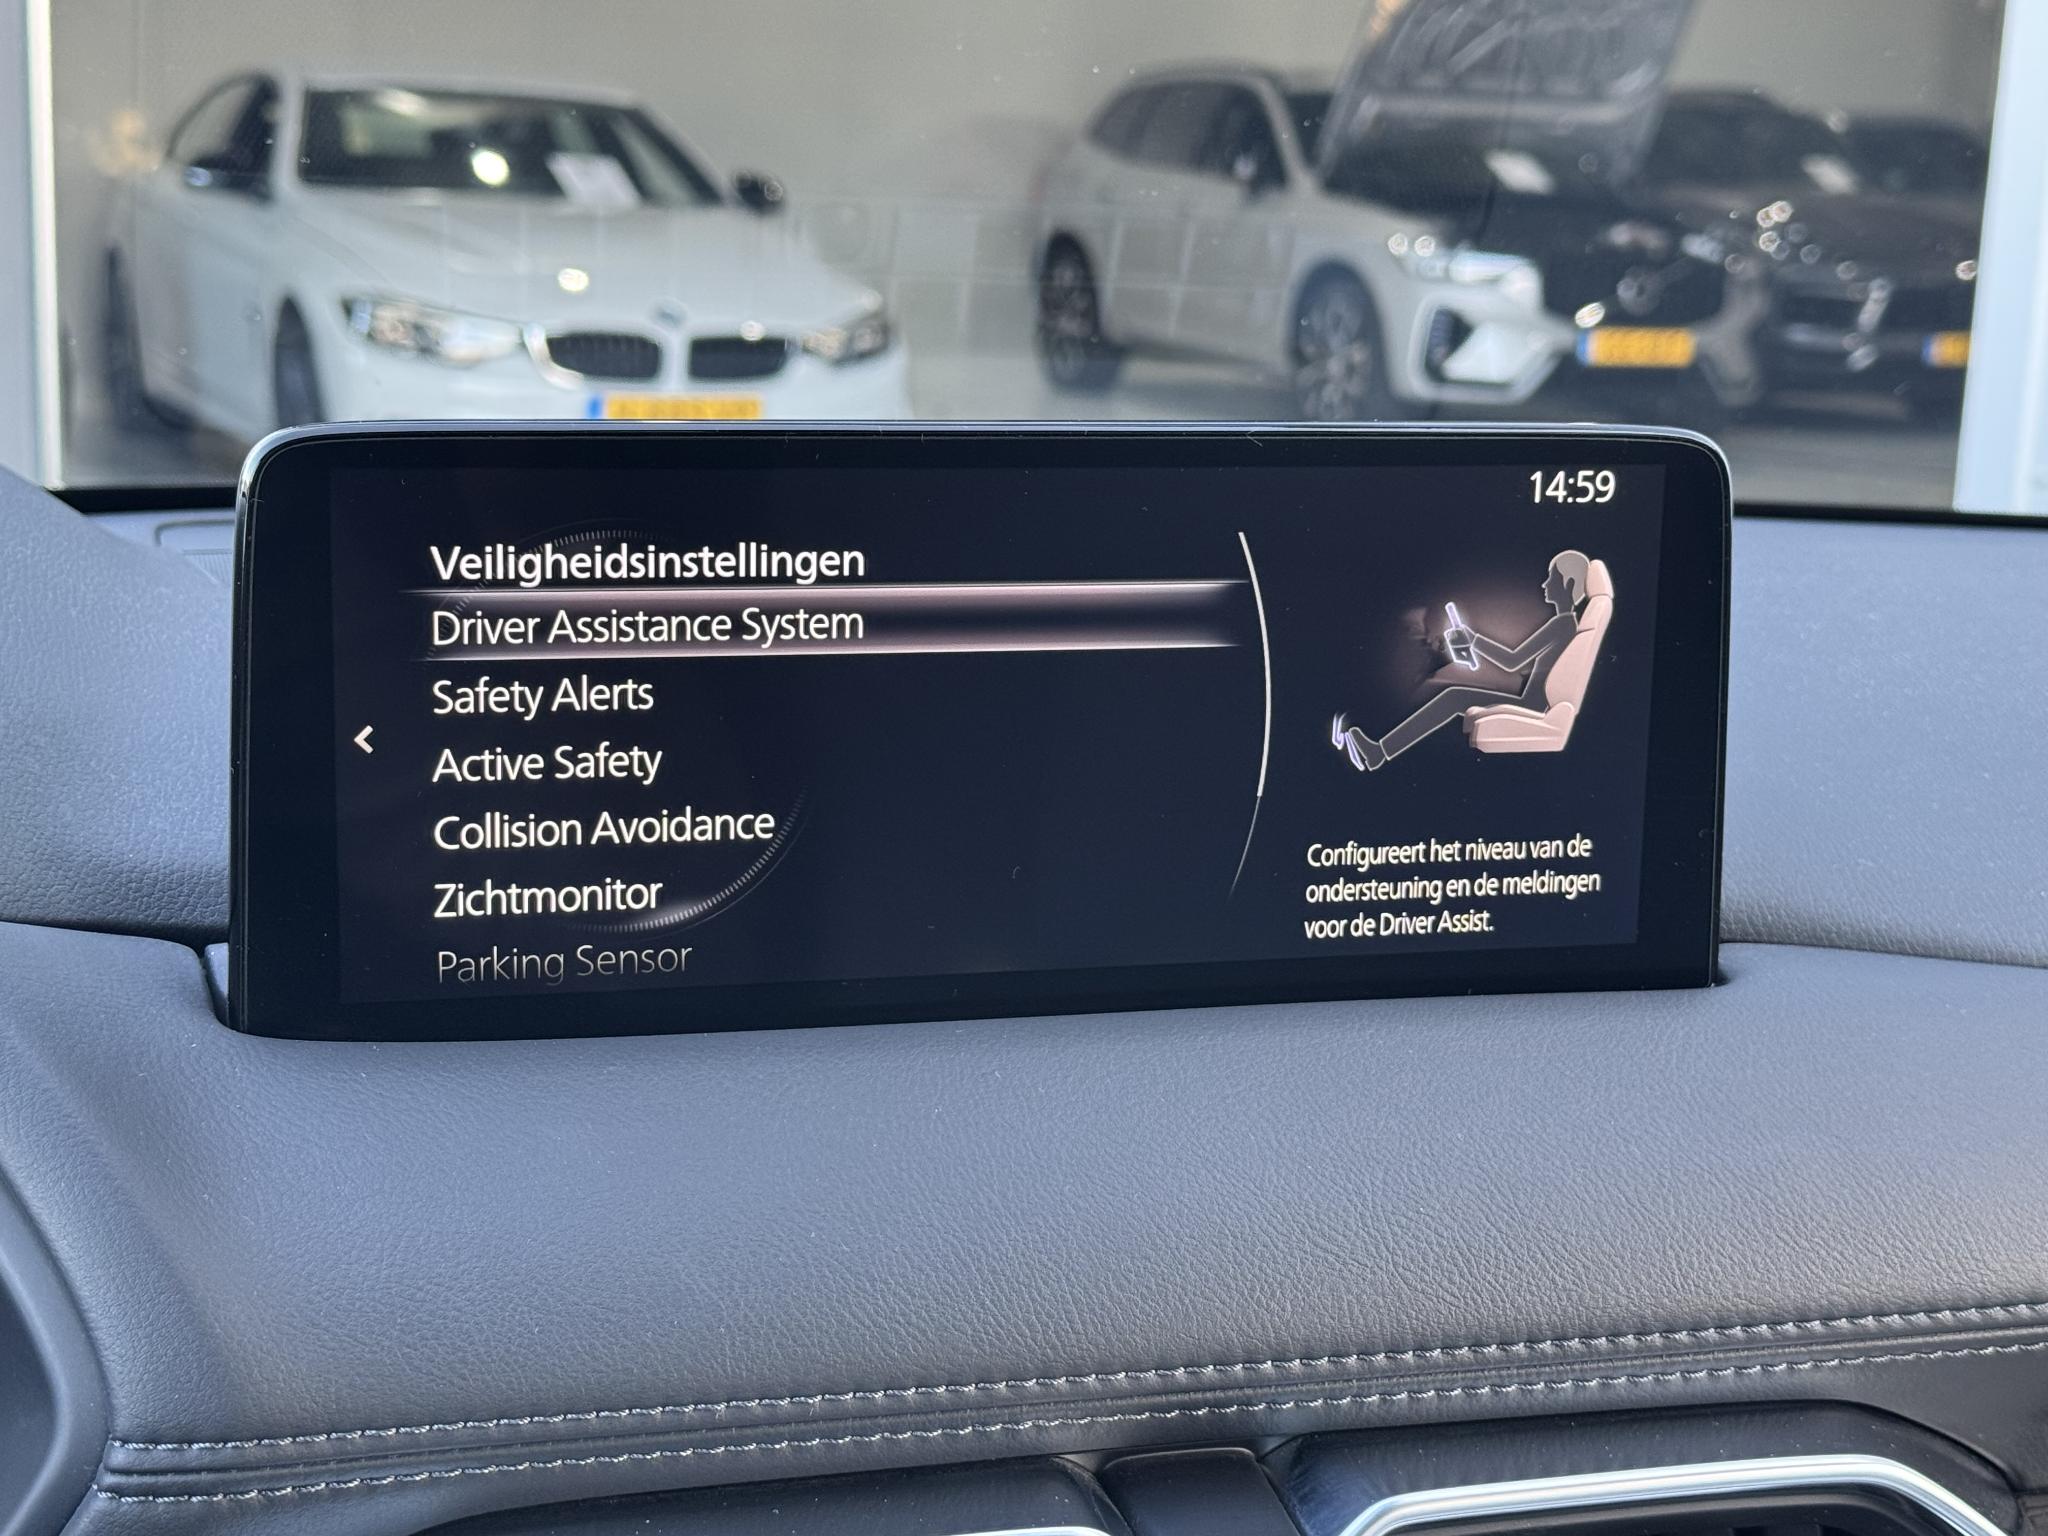 14:59
Veiligheidsinstellingen
Driver Assistance System
Safety Alerts
Active Safety
Collision Avoidance
Zichtmonitor
Parking Sensor
Configureert het niveau van de
ondersteuning en de meldingen
voor de Driver Assist.